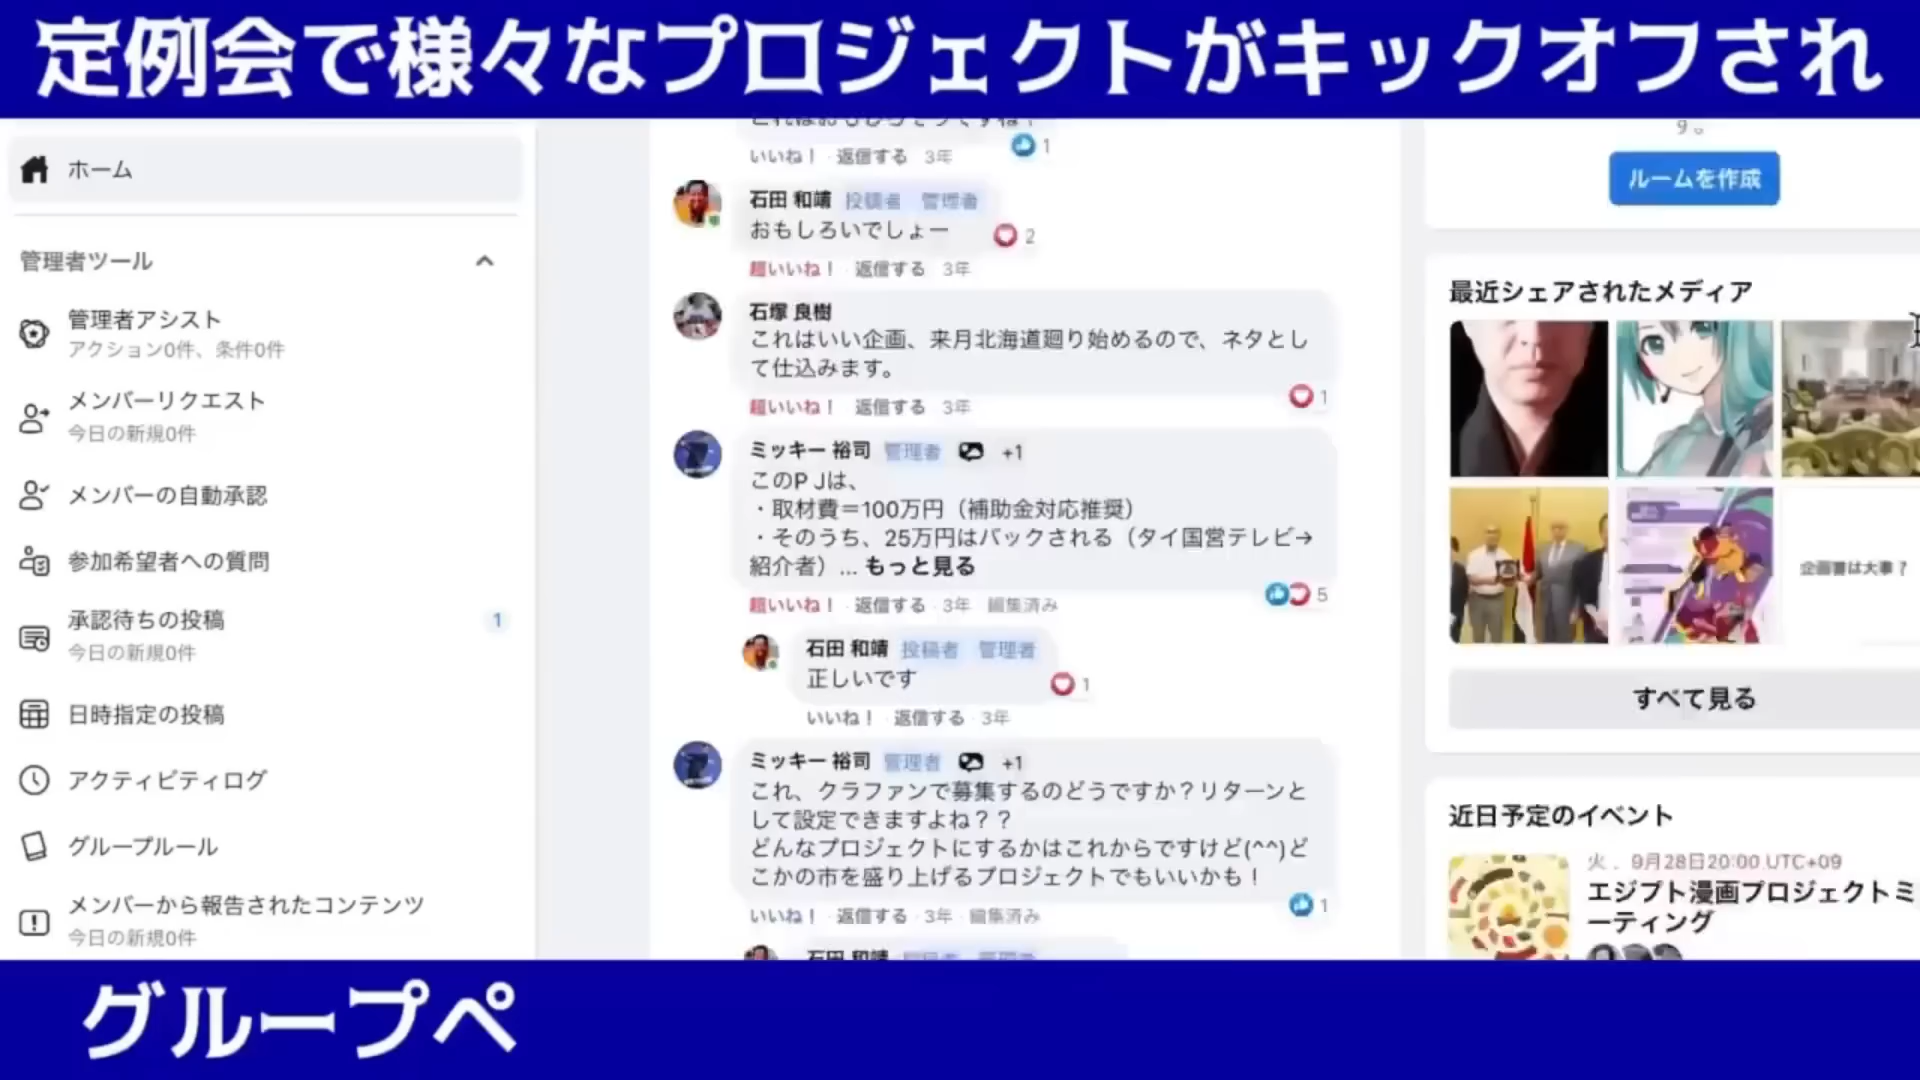 定例会で様々なプロジェクトがキックオフされ
ホーム
管理者ツール
管理者アシスト
アクション0件、条件0件
メンバーリクエスト
今日の新規0件
メンバーの自動承認
参加希望者への質問
承認待ちの投稿
1
今日の新規0件
日時指定の投稿
アクティビティログ
グループルール
メンバーから報告されたコンテンツ
今日の新規0件
いいね！ · 返信する 3年
1
石田 和靖 投稿者 管理者
おもしろいでしょー
2
超いいね！ · 返信する 3年
石塚 良樹
これはいい企画、来月北海道廻り始めるので、ネタとし
て仕込みます。
1
超いいね！ 返信する 3年
ミッキー 裕司 管理者 +1
このPJは、
・取材費＝100万円（補助金対応推奨）
・そのうち、25万円はバックされる（タイ国営テレビ→
紹介者）... もっと見る
5
超いいね！ · 返信する · 3年 編集済み
石田 和靖 投稿者 管理者
正しいです
1
いいね！ · 返信する · 3年
ミッキー 裕司 管理者 +1
これ、クラファンで募集するのどうですか？リターンと
して設定できますよね？？
どんなプロジェクトにするかはこれからですけど(^^)ど
こかの市を盛り上げるプロジェクトでもいいかも！
1
いいね！ · 返信する · 3年 · 編集済み
石田 和靖 投稿者 管理者
ルームを作成
最近シェアされたメディア
企画書は大事？
すべて見る
近日予定のイベント
火 、9月28日20:00 UTC+09
エジプト漫画プロジェクトミ
ーティング
グループペ